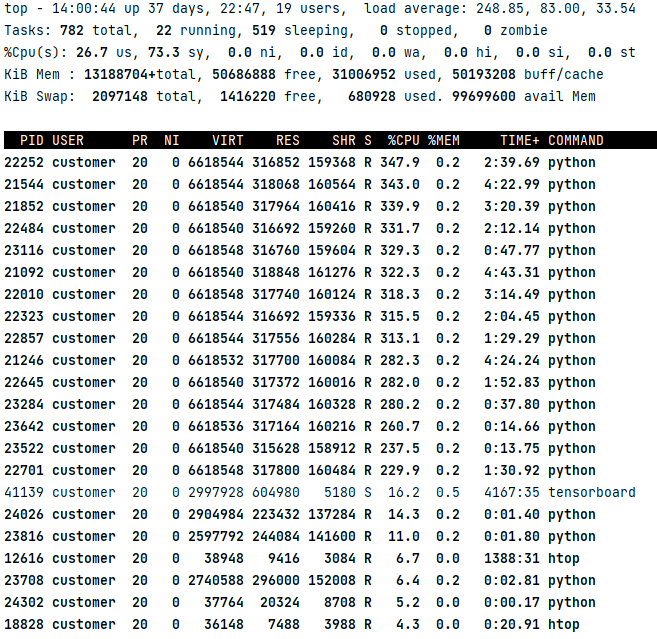 top - 14:00:44 up 37 days, 22:47, 19 users,  load average: 248.85, 83.00, 33.54
Tasks: 782 total,  22 running, 519 sleeping,   0 stopped,   0 zombie
%Cpu(s): 26.7 us, 73.3 sy,  0.0 ni,  0.0 id,  0.0 wa,  0.0 hi,  0.0 si,  0.0 st
KiB Mem : 13188704+total, 50686888 free, 31006952 used, 50193208 buff/cache
KiB Swap:  2097148 total,  1416220 free,   680928 used. 99699600 avail Mem
PID USER      PR  NI    VIRT    RES    SHR S  %CPU %MEM     TIME+ COMMAND
22252 customer  20   0 6618544 316852 159368 R 347.9  0.2   2:39.69 python
21544 customer  20   0 6618544 318068 160564 R 343.0  0.2   4:22.99 python
21852 customer  20   0 6618540 317964 160416 R 339.9  0.2   3:20.39 python
22484 customer  20   0 6618540 316692 159260 R 331.7  0.2   2:12.14 python
23116 customer  20   0 6618548 316760 159604 R 329.3  0.2   0:47.77 python
21092 customer  20   0 6618540 318848 161276 R 322.3  0.2   4:43.31 python
22010 customer  20   0 6618548 317740 160124 R 318.3  0.2   3:14.49 python
22323 customer  20   0 6618544 316692 159336 R 315.5  0.2   2:04.45 python
22857 customer  20   0 6618544 317556 160284 R 313.1  0.2   1:29.29 python
21246 customer  20   0 6618532 317700 160084 R 282.3  0.2   4:24.24 python
22645 customer  20   0 6618540 317372 160016 R 282.0  0.2   1:52.83 python
23284 customer  20   0 6618544 317484 160328 R 280.2  0.2   0:37.80 python
23642 customer  20   0 6618536 317164 160216 R 260.7  0.2   0:14.66 python
23522 customer  20   0 6618540 315628 158912 R 237.5  0.2   0:13.75 python
22701 customer  20   0 6618548 317800 160484 R 229.9  0.2   1:30.92 python
41139 customer  20   0 2997928 604980   5180 S  16.2  0.5   4167:35 tensorboard
24026 customer  20   0 2904984 223432 137284 R  14.3  0.2   0:01.40 python
23816 customer  20   0 2597792 244084 141600 R  11.0  0.2   0:01.80 python
12616 customer  20   0   38948   9416   3084 R   6.7  0.0   1388:31 htop
23708 customer  20   0 2740588 296000 152008 R   6.4  0.2   0:02.81 python
24302 customer  20   0   37764  20324   8708 R   5.2  0.0   0:00.17 python
18828 customer  20   0   36148   7488   3988 R   4.3  0.0   0:20.91 htop